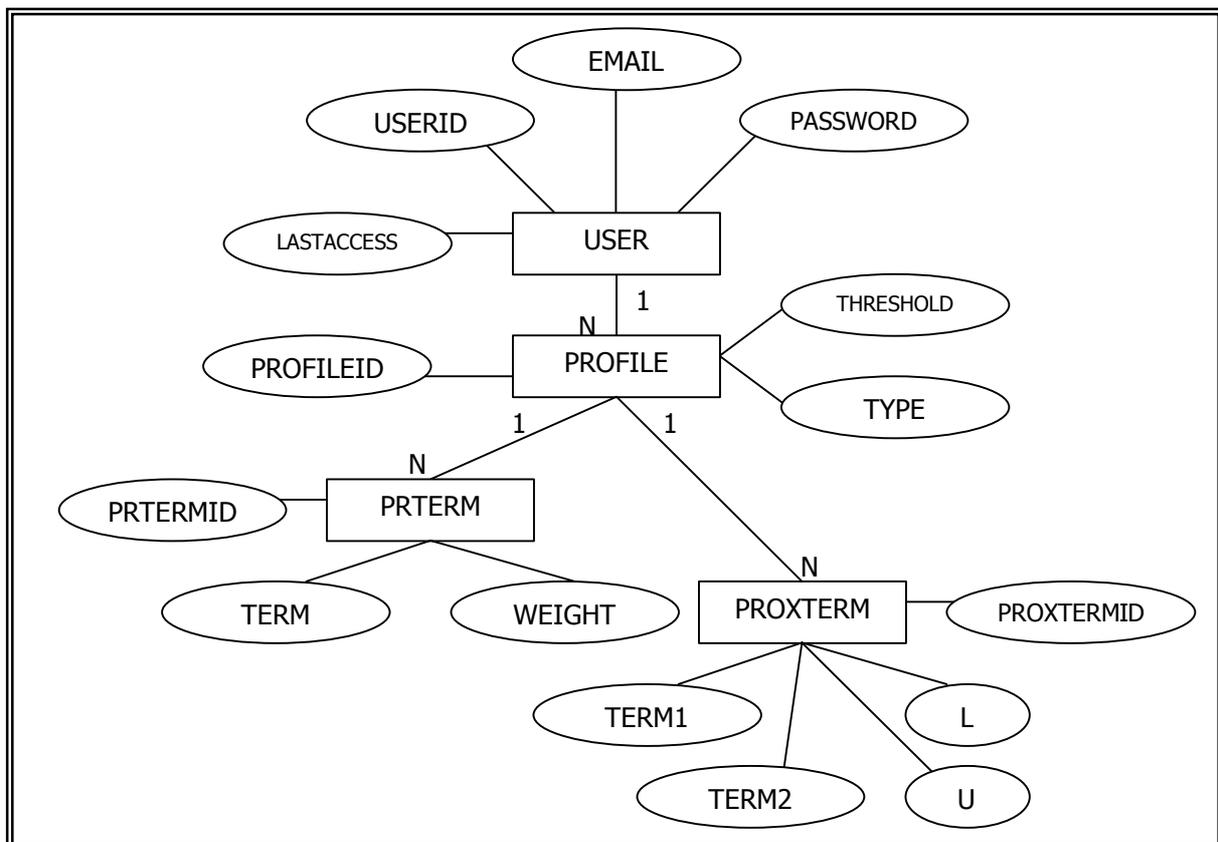 EMAIL
USERID
PASSWORD
LASTACCESS
USER
1
THRESHOLD
N
PROFILEID
PROFILE
TYPE
1
1
N
PRTERMID
PRTERM
N
TERM
WEIGHT
PROXTERM
PROXTERMID
TERM1
L
TERM2
U